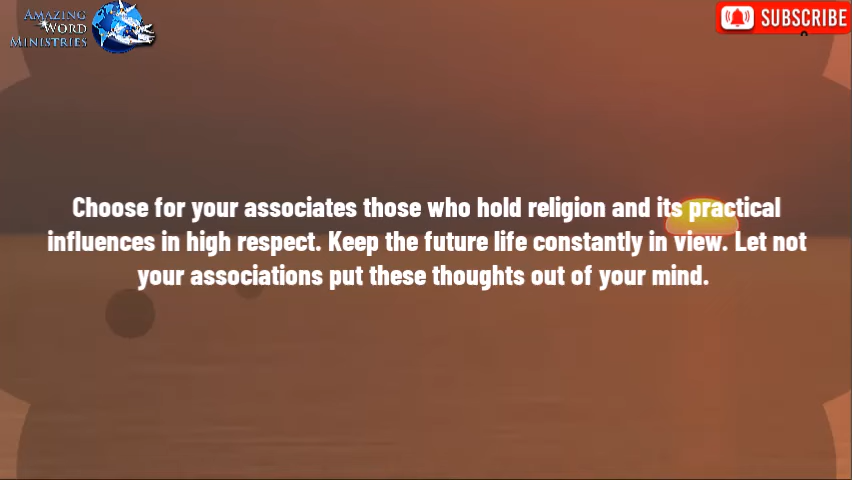 AMAZING
WORD
MINISTRIES
SUBSCRIBE
Choose for your associates those who hold religion and its practical
influences in high respect. Keep the future life constantly in view. Let not
your associations put these thoughts out of your mind.